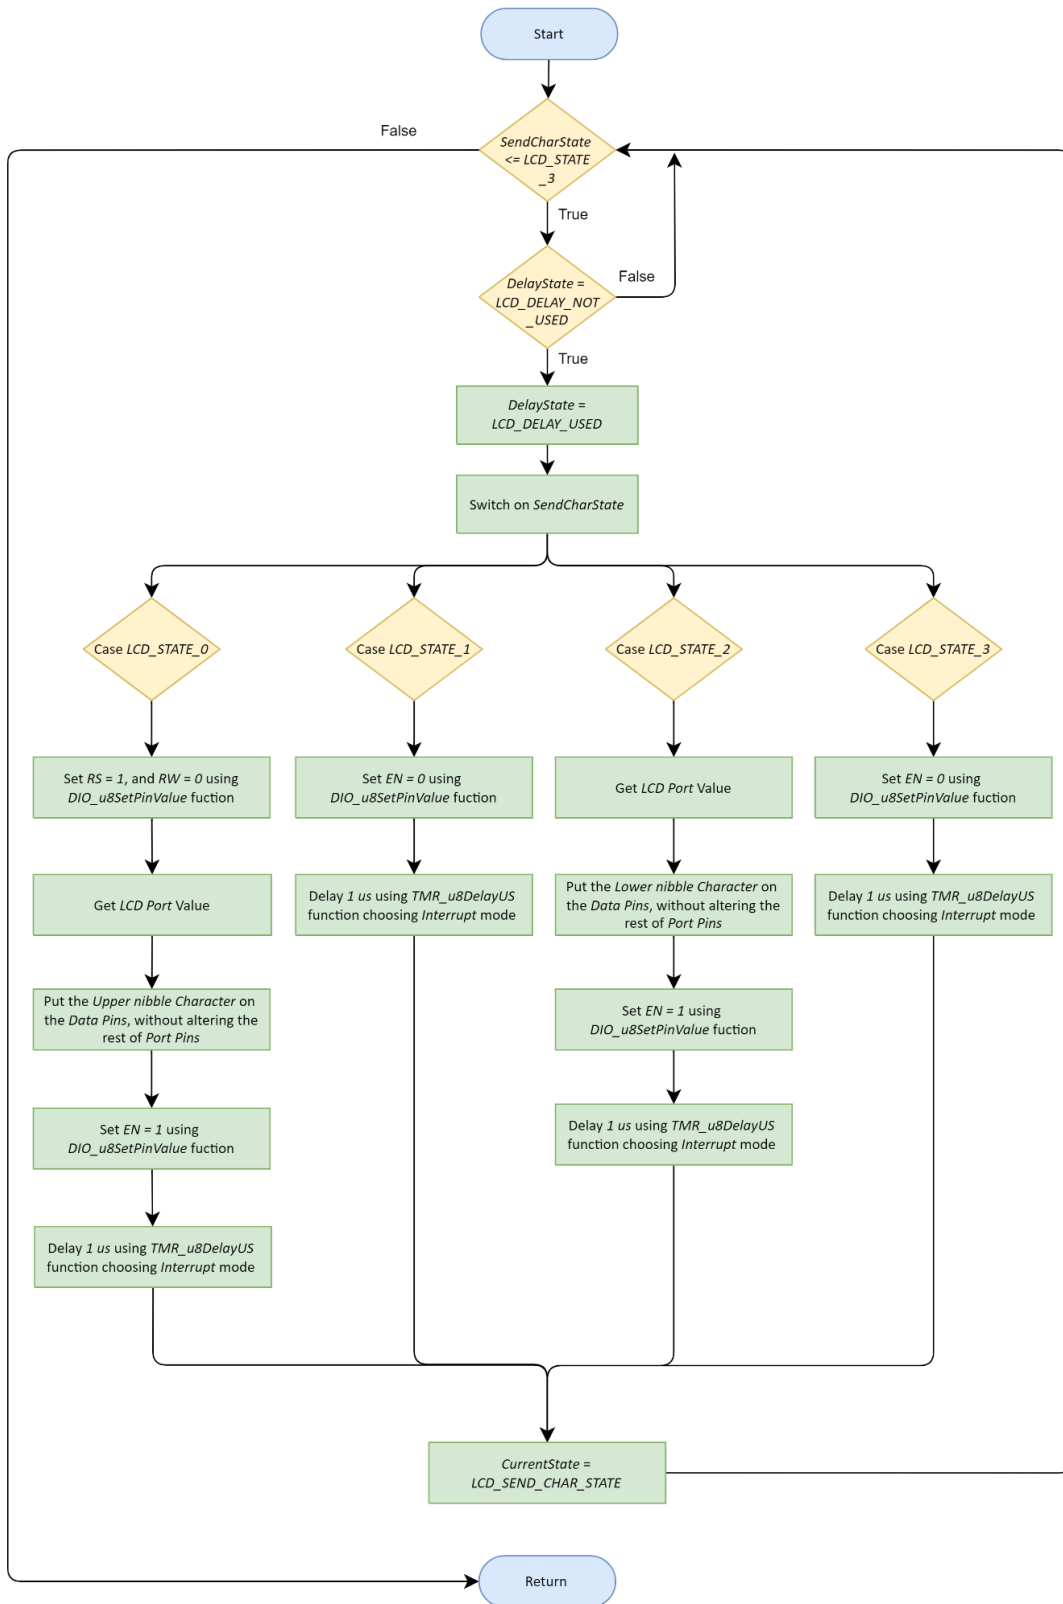 Start
False
SendCharState
<= LCD_STATE
_3
True
DelayState =
LCD_DELAY_NOT
_USED
False
True
DelayState =
LCD_DELAY_USED
Switch on SendCharState
Case LCD_STATE_0
Case LCD_STATE_1
Case LCD_STATE_2
Case LCD_STATE_3
Set RS = 1, and RW = 0 using
DIO_u8SetPinValue fuction
Set EN = 0 using
DIO_u8SetPinValue fuction
Get LCD Port Value
Set EN = 0 using
DIO_u8SetPinValue fuction
Get LCD Port Value
Delay 1 us using TMR_u8DelayUS
function choosing Interrupt mode
Put the Lower nibble Character on
the Data Pins, without altering the
rest of Port Pins
Delay 1 us using TMR_u8DelayUS
function choosing Interrupt mode
Put the Upper nibble Character on
the Data Pins, without altering the
rest of Port Pins
Set EN = 1 using
DIO_u8SetPinValue fuction
Set EN = 1 using
DIO_u8SetPinValue fuction
Delay 1 us using TMR_u8DelayUS
function choosing Interrupt mode
Delay 1 us using TMR_u8DelayUS
function choosing Interrupt mode
CurrentState =
LCD_SEND_CHAR_STATE
Return